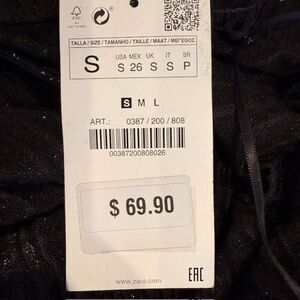 FSC
TALLA / SIZE / TAMANHO / TAILLE / MAAT / ΜΕΓΕΘΟΣ
USA MEX UK IT BR
S S 26 S S P
S M L
ART.: 0387 / 200 / 808
00387200808026
$ 69.90
www.zara.com
EAC